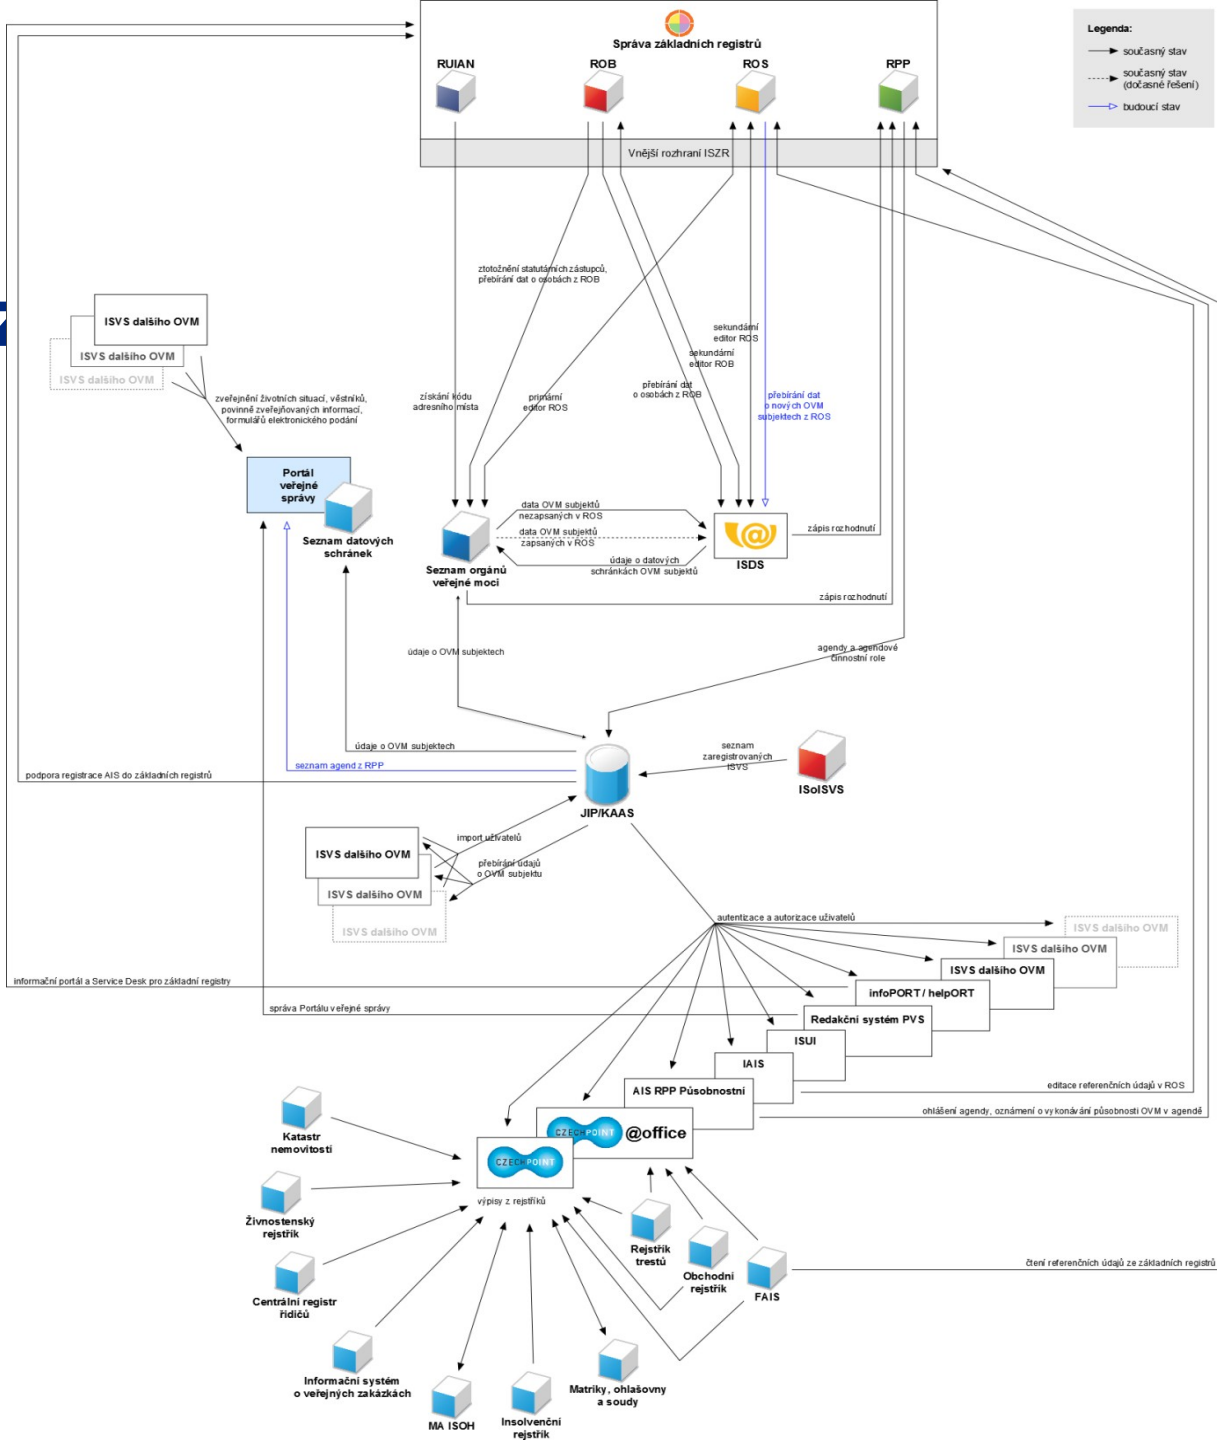 Správa základních registrů
RUIAN
ROB
ROS
RPP
Vnější rozhraní ISZR
Legenda:
současný stav
současný stav
(dočasné řešení)
budoucí stav
ztotožnění statutárních zástupců,
přebírání dat o osobách z ROB
ISVS dalšího OVM
ISVS dalšího OVM
ISVS dalšího OVM
zveřejnění životních situací, věstníků,
povinně zveřejňovaných informací,
formulářů elektronického podání
získání kódu
adresního místa
primární
editor ROS
sekundární
editor ROS
sekundární
editor ROB
přebírání dat
o osobách z ROB
přebírání dat
o nových OVM
subjektech z ROS
Portál
veřejné
správy
Seznam datových
schránek
data OVM subjektů
nezapsaných v ROS
data OVM subjektů
zapsaných v ROS
údaje o datových
schránkách OVM subjektů
Seznam orgánů
veřejné moci
@
ISDS
zápis rozhodnutí
zápis rozhodnutí
údaje o OVM subjektech
agendy a agendové
činnostní role
údaje o OVM subjektech
seznam agend z RPP
podpora registrace AIS do základních registrů
seznam
zaregistrovaných
ISVS
ISoISVS
JIP/KAAS
import uživatelů
přebírání údajů
o OVM subjektu
ISVS dalšího OVM
ISVS dalšího OVM
ISVS dalšího OVM
autentizace a autorizace uživatelů
ISVS dalšího OVM
ISVS dalšího OVM
ISVS dalšího OVM
infoPORT / helpORT
Redakční systém PVS
ISUI
IAIS
AIS RPP Působnostní
informační portál a Service Desk pro základní registry
správa Portálu veřejné správy
editace referenčních údajů v ROS
ohlášení agendy, oznámení o vykonávání působnosti OVM v agendě
CZECH POINT @office
CZECH POINT
výpisy z rejstříků
Katastr
nemovitostí
Živnostenský
rejstřík
Centrální registr
řidičů
Informační systém
o veřejných zakázkách
MA ISOH
Insolvenční
rejstřík
Matriky, ohlašovny
a soudy
Rejstřík
trestů
Obchodní
rejstřík
FAIS
čtení referenčních údajů ze základních registrů